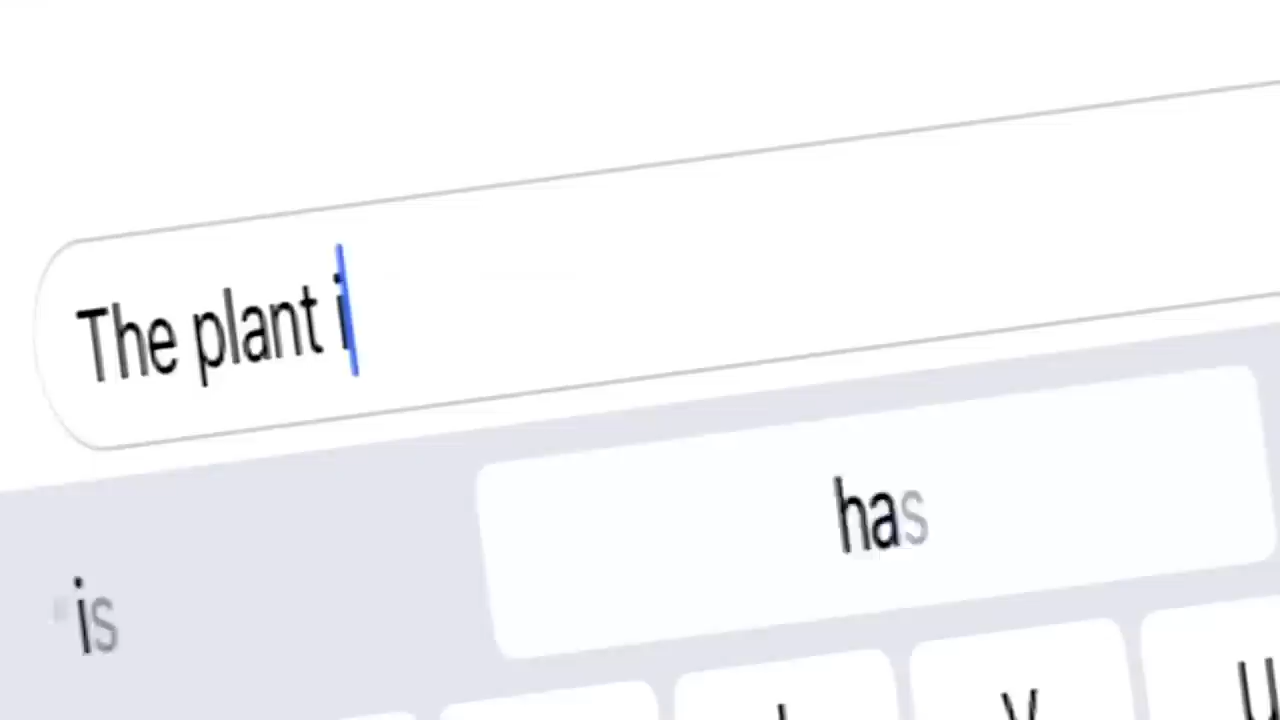 The plant i
has
is
y
u